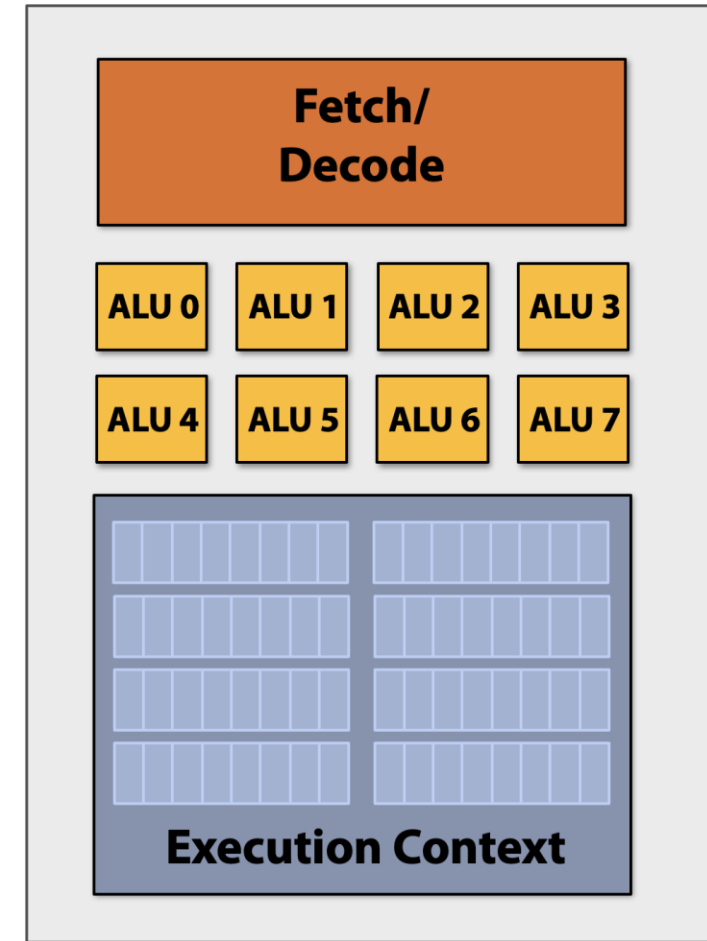 Fetch/
Decode
ALU 0 ALU 1 ALU 2 ALU 3
ALU 4 ALU 5 ALU 6 ALU 7
Execution Context